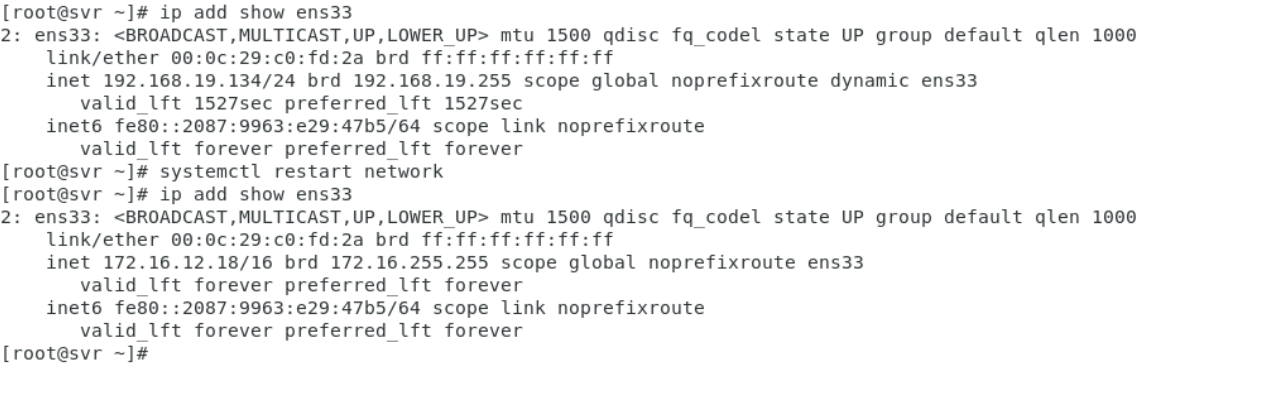 [root@svr ~]# ip add show ens33
2: ens33: <BROADCAST,MULTICAST,UP,LOWER_UP> mtu 1500 qdisc fq_codel state UP group default qlen 1000
    link/ether 00:0c:29:c0:fd:2a brd ff:ff:ff:ff:ff:ff
    inet 192.168.19.134/24 brd 192.168.19.255 scope global noprefixroute dynamic ens33
       valid_lft 1527sec preferred_lft 1527sec
    inet6 fe80::2087:9963:e29:47b5/64 scope link noprefixroute
       valid_lft forever preferred_lft forever
[root@svr ~]# systemctl restart network
[root@svr ~]# ip add show ens33
2: ens33: <BROADCAST,MULTICAST,UP,LOWER_UP> mtu 1500 qdisc fq_codel state UP group default qlen 1000
    link/ether 00:0c:29:c0:fd:2a brd ff:ff:ff:ff:ff:ff
    inet 172.16.12.18/16 brd 172.16.255.255 scope global noprefixroute ens33
       valid_lft forever preferred_lft forever
    inet6 fe80::2087:9963:e29:47b5/64 scope link noprefixroute
       valid_lft forever preferred_lft forever
[root@svr ~]#